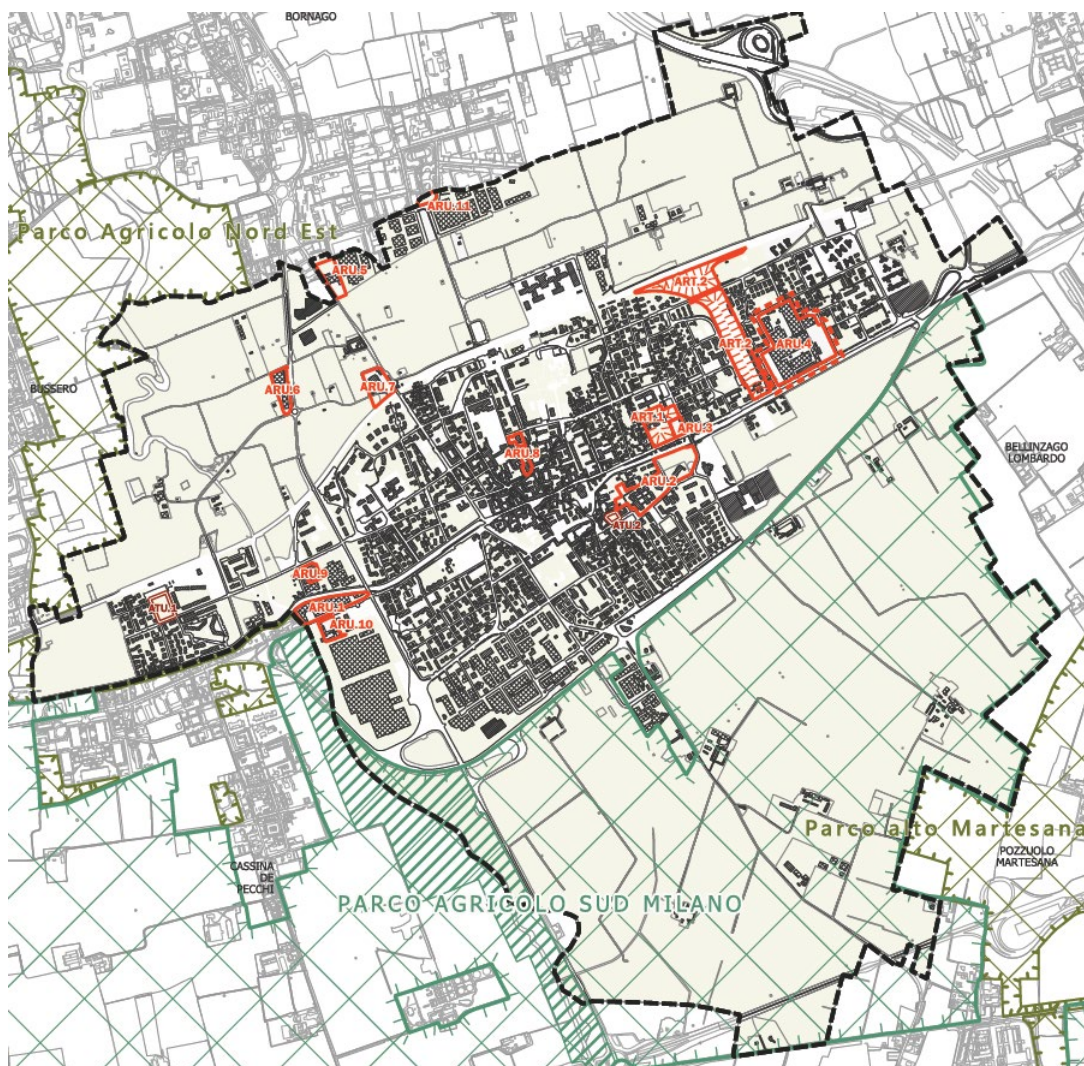 BORNAGO
ARU.11
Parco Agricolo Nord Est
ARU.5
ART.2
ART.2
ARU.4
BUSSERO
ARU.6
ARU.7
ART.1
ARU.3
ARU.8
BELLINZAGO
LOMBARDO
ARU.2
ATU.2
ARU.9
ATU.1
ARU.1
ARU.10
Parco alto Martesana
POZZUOLO
MARTESANA
CASSINA
DE
PECCHI
PARCO AGRICOLO SUD MILANO